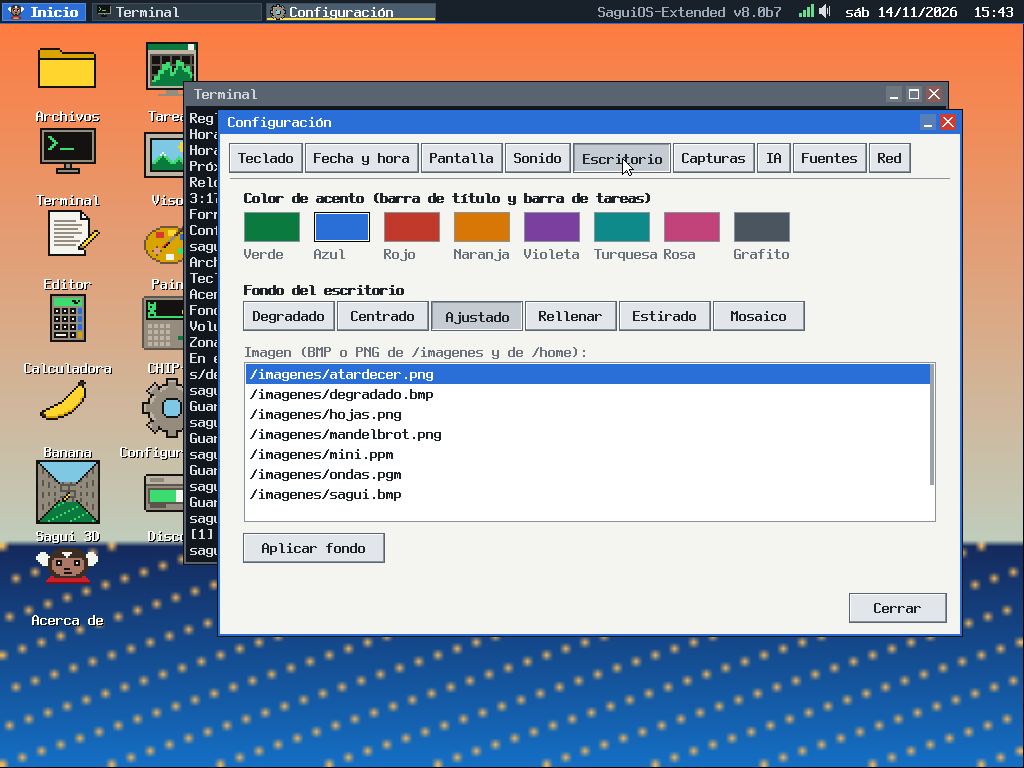 Inicio
Terminal
Configuración
SaguiOS-Extended v8.0b7
sáb 14/11/2026
15:43
Archivos
Terminal
Editor
Calculadora
Banana
Sagui 3D
Acerca de
Terminal
Configuración
Teclado
Fecha y hora
Pantalla
Sonido
Escritorio
Capturas
IA
Fuentes
Red
Color de acento (barra de título y barra de tareas)
Verde
Azul
Rojo
Naranja
Violeta
Turquesa
Rosa
Grafito
Fondo del escritorio
Degradado
Centrado
Ajustado
Rellenar
Estirado
Mosaico
Imagen (BMP o PNG de /imagenes y de /home):
/imagenes/atardecer.png
/imagenes/degradado.bmp
/imagenes/hojas.png
/imagenes/mandelbrot.png
/imagenes/mini.ppm
/imagenes/ondas.pgm
/imagenes/sagui.bmp
Aplicar fondo
Cerrar